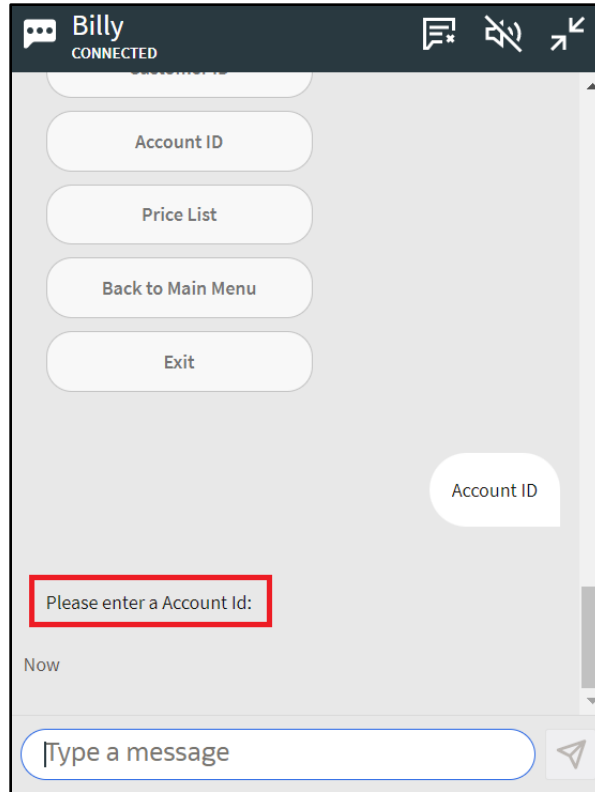 Billy
CONNECTED
Account ID
Price List
Back to Main Menu
Exit
Account ID
Please enter a Account Id:
Now
Type a message